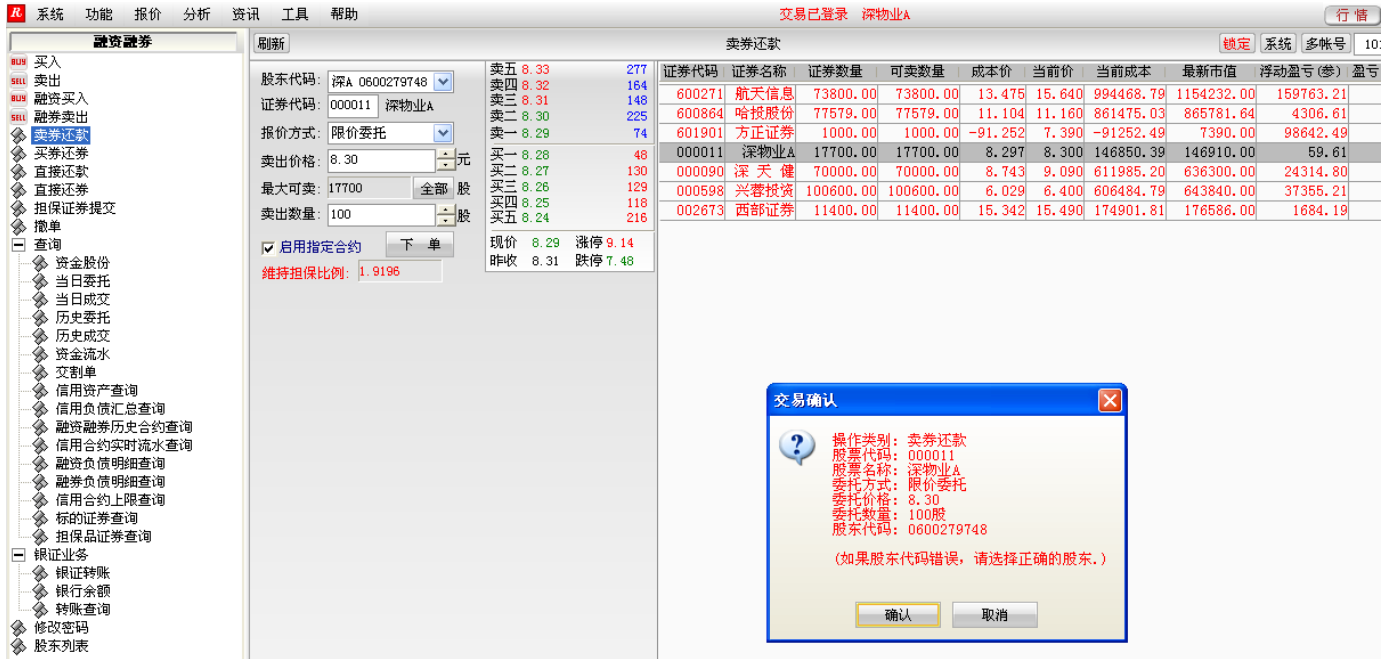 R 系统 功能 报价 分析 资讯 工具 帮助 交易已登录 深物业A 行情
融资融券
刷新 卖券还款 锁定 系统 多帐号 10
BUY 买入
SELL 卖出
BUY 融资买入
SELL 融券卖出
卖券还款
买券还券
直接还款
直接还券
担保证券提交
撤单
查询
资金股份
当日委托
当日成交
历史委托
历史成交
资金流水
交割单
信用资产查询
信用负债汇总查询
融资融券历史合约查询
信用合约实时流水查询
融资负债明细查询
融券负债明细查询
信用合约上限查询
标的证券查询
担保品证券查询
银证业务
银证转账
银行余额
转账查询
修改密码
股东列表
股东代码: 深A 0600279748
证券代码: 000011 深物业A
报价方式: 限价委托
卖出价格: 8.30 元
最大可卖: 17700 全部 股
卖出数量: 100 股
启用指定合约 下 单
维持担保比例: 1.9196
卖五 8.33 277
卖四 8.32 164
卖三 8.31 148
卖二 8.30 225
卖一 8.29 74
买一 8.28 48
买二 8.27 130
买三 8.26 129
买四 8.25 118
买五 8.24 216
现价 8.29 涨停 9.14
昨收 8.31 跌停 7.48
证券代码 证券名称 证券数量 可卖数量 成本价 当前价 当前成本 最新市值 浮动盈亏(参) 盈亏
600271 航天信息 73800.00 73800.00 13.475 15.640 994468.79 1154232.00 159763.21
600864 哈投股份 77579.00 77579.00 11.104 11.160 861475.03 865781.64 4306.61
601901 方正证券 1000.00 1000.00 -91.252 7.390 -91252.49 7390.00 98642.49
000011 深物业A 17700.00 17700.00 8.297 8.300 146850.39 146910.00 59.61
000090 深 天 健 70000.00 70000.00 8.743 9.090 611985.20 636300.00 24314.80
000598 兴蓉投资 100600.00 100600.00 6.029 6.400 606484.79 643840.00 37355.21
002673 西部证券 11400.00 11400.00 15.342 15.490 174901.81 176586.00 1684.19
交易确认
操作类别: 卖券还款
股票代码: 000011
股票名称: 深物业A
委托方式: 限价委托
委托价格: 8.30
委托数量: 100股
股东代码: 0600279748
(如果股东代码错误，请选择正确的股东.)
确认 取消